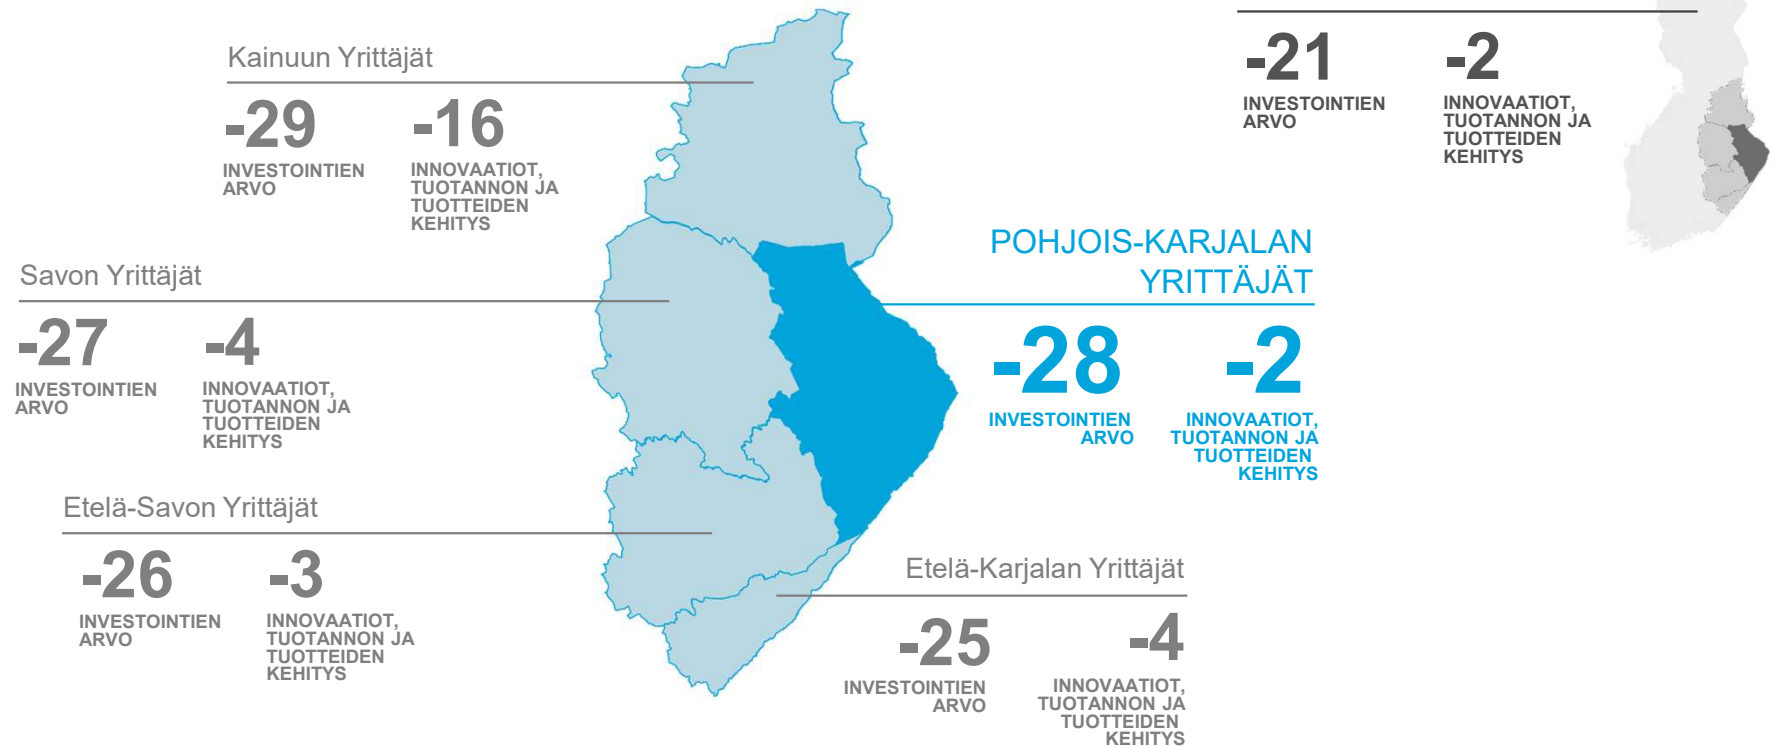 -21
-2
INVESTOINTIEN
ARVO
INNOVAATIOT,
TUOTANNON JA
TUOTTEIDEN
KEHITYS
Kainuun Yrittäjät
-29
-16
INVESTOINTIEN
ARVO
INNOVAATIOT,
TUOTANNON JA
TUOTTEIDEN
KEHITYS
POHJOIS-KARJALAN
YRITTÄJÄT
-28
-2
INVESTOINTIEN
ARVO
INNOVAATIOT,
TUOTANNON JA
TUOTTEIDEN
KEHITYS
Savon Yrittäjät
-27
-4
INVESTOINTIEN
ARVO
INNOVAATIOT,
TUOTANNON JA
TUOTTEIDEN
KEHITYS
Etelä-Savon Yrittäjät
-26
-3
INVESTOINTIEN
ARVO
INNOVAATIOT,
TUOTANNON JA
TUOTTEIDEN
KEHITYS
Etelä-Karjalan Yrittäjät
-25
-4
INVESTOINTIEN
ARVO
INNOVAATIOT,
TUOTANNON JA
TUOTTEIDEN
KEHITYS